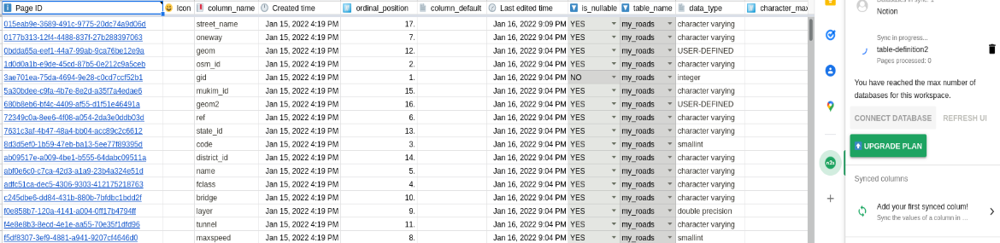 Page ID Icon column_name Created time ordinal_position column_default Last edited time is_nullable table_name data_type character_max
015eab9e-3689-491c-9775-20dc74a9d06d street_name Jan 15, 2022 4:19 PM 17. Jan 16, 2022 9:09 PM YES my_roads character varying
0177b313-12f4-4488-837f-27b288397063 oneway Jan 15, 2022 4:19 PM 7. Jan 16, 2022 9:04 PM YES my_roads character varying
0bdda65a-eef1-44a7-99ab-9ca76be12e9a geom Jan 15, 2022 4:19 PM 12. Jan 16, 2022 9:04 PM YES my_roads USER-DEFINED
1d0d0a1b-e9de-45cd-87b5-0e212c9a5ceb osm_id Jan 15, 2022 4:19 PM 2. Jan 16, 2022 9:04 PM YES my_roads character varying
3ae701ea-75da-4694-9e28-c0cd7ccf52b1 gid Jan 15, 2022 4:19 PM 1. Jan 16, 2022 9:04 PM NO my_roads integer
5a30bdee-c9fa-4b7e-8e2d-a35f7a4edae6 mukim_id Jan 15, 2022 4:19 PM 15. Jan 16, 2022 9:04 PM YES my_roads character varying
680b8eb6-bf4c-4409-af55-d1f51e46491a geom2 Jan 15, 2022 4:19 PM 16. Jan 16, 2022 9:04 PM YES my_roads USER-DEFINED
72349c0a-8ee6-4f08-a054-2da3e0ddb03d ref Jan 15, 2022 4:19 PM 6. Jan 16, 2022 9:04 PM YES my_roads character varying
7631c3af-4b47-48a4-bb04-acc89c2c6612 state_id Jan 15, 2022 4:19 PM 13. Jan 16, 2022 9:04 PM YES my_roads character varying
8d3d5ef0-1b59-47eb-ba13-5ee77f89395d code Jan 15, 2022 4:19 PM 3. Jan 16, 2022 9:04 PM YES my_roads smallint
ab09517e-a009-4be1-b555-64dabc09511a district_id Jan 15, 2022 4:19 PM 14. Jan 16, 2022 9:04 PM YES my_roads character varying
abf0e6c0-c7ca-42d3-a1a9-23b4a324e51d name Jan 15, 2022 4:19 PM 5. Jan 16, 2022 9:04 PM YES my_roads character varying
adfc51ca-dec5-4306-9303-412175218763 fclass Jan 15, 2022 4:19 PM 4. Jan 16, 2022 9:04 PM YES my_roads character varying
c245dbe6-dd84-431b-880b-7bfdbc1bdd2f bridge Jan 15, 2022 4:19 PM 10. Jan 16, 2022 9:04 PM YES my_roads character varying
f0e858b7-120a-4141-a004-0ff17b4794ff layer Jan 15, 2022 4:19 PM 9. Jan 16, 2022 9:04 PM YES my_roads double precision
f4e8e8b3-8ecd-4e1e-aa55-70e35f1dfd96 tunnel Jan 15, 2022 4:19 PM 11. Jan 16, 2022 9:04 PM YES my_roads character varying
f5df8307-3ef9-4881-a941-9207cf4646d0 maxspeed Jan 15, 2022 4:19 PM 8. Jan 16, 2022 9:04 PM YES my_roads smallint
Notion
Sync in progress...
table-definition2
Pages processed: 0
You have reached the max number of
databases for this workspace.
CONNECT DATABASE REFRESH UI
UPGRADE PLAN
n2s
Synced columns
Add your first synced colum!
Sync the values of a column in ...